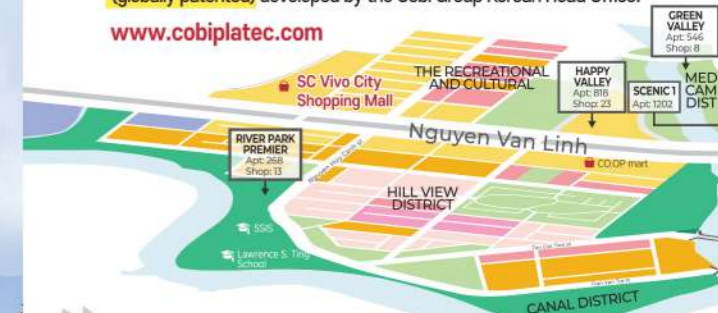 (globally patented) developed by the Cobi Group Korean Head Office.
www.cobiplatec.com
GREEN
VALLEY
Apt: 546
Shop: 8
SC Vivo City
Shopping Mall
THE RECREATIONAL
AND CULTURAL
HAPPY
VALLEY
Apt: 818
Shop: 23
SCENIC 1
Apt: 1202
MED
CAM
DIST
Nguyen Van Linh
RIVER PARK
PREMIER
Apt: 268
Shop: 13
CO.OP mart
HILL VIEW
DISTRICT
SSIS
Lawrence S. Ting
School
CANAL DISTRICT